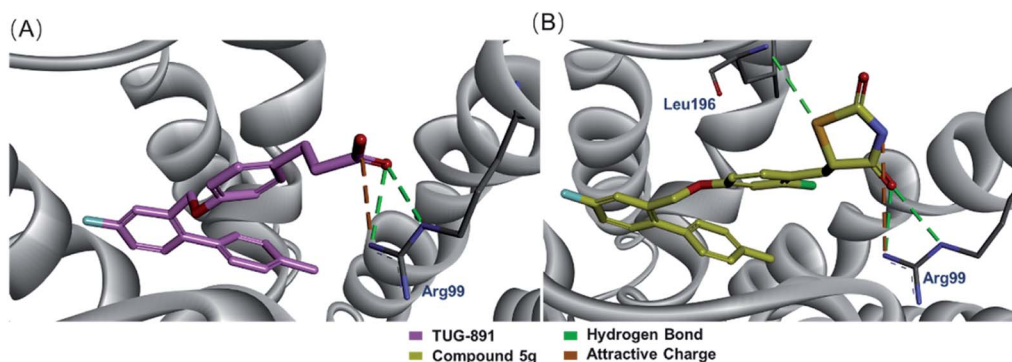 (A)
(B)
Leu196
Arg99
Arg99
TUG-891
Hydrogen Bond
Compound 5g
Attractive Charge